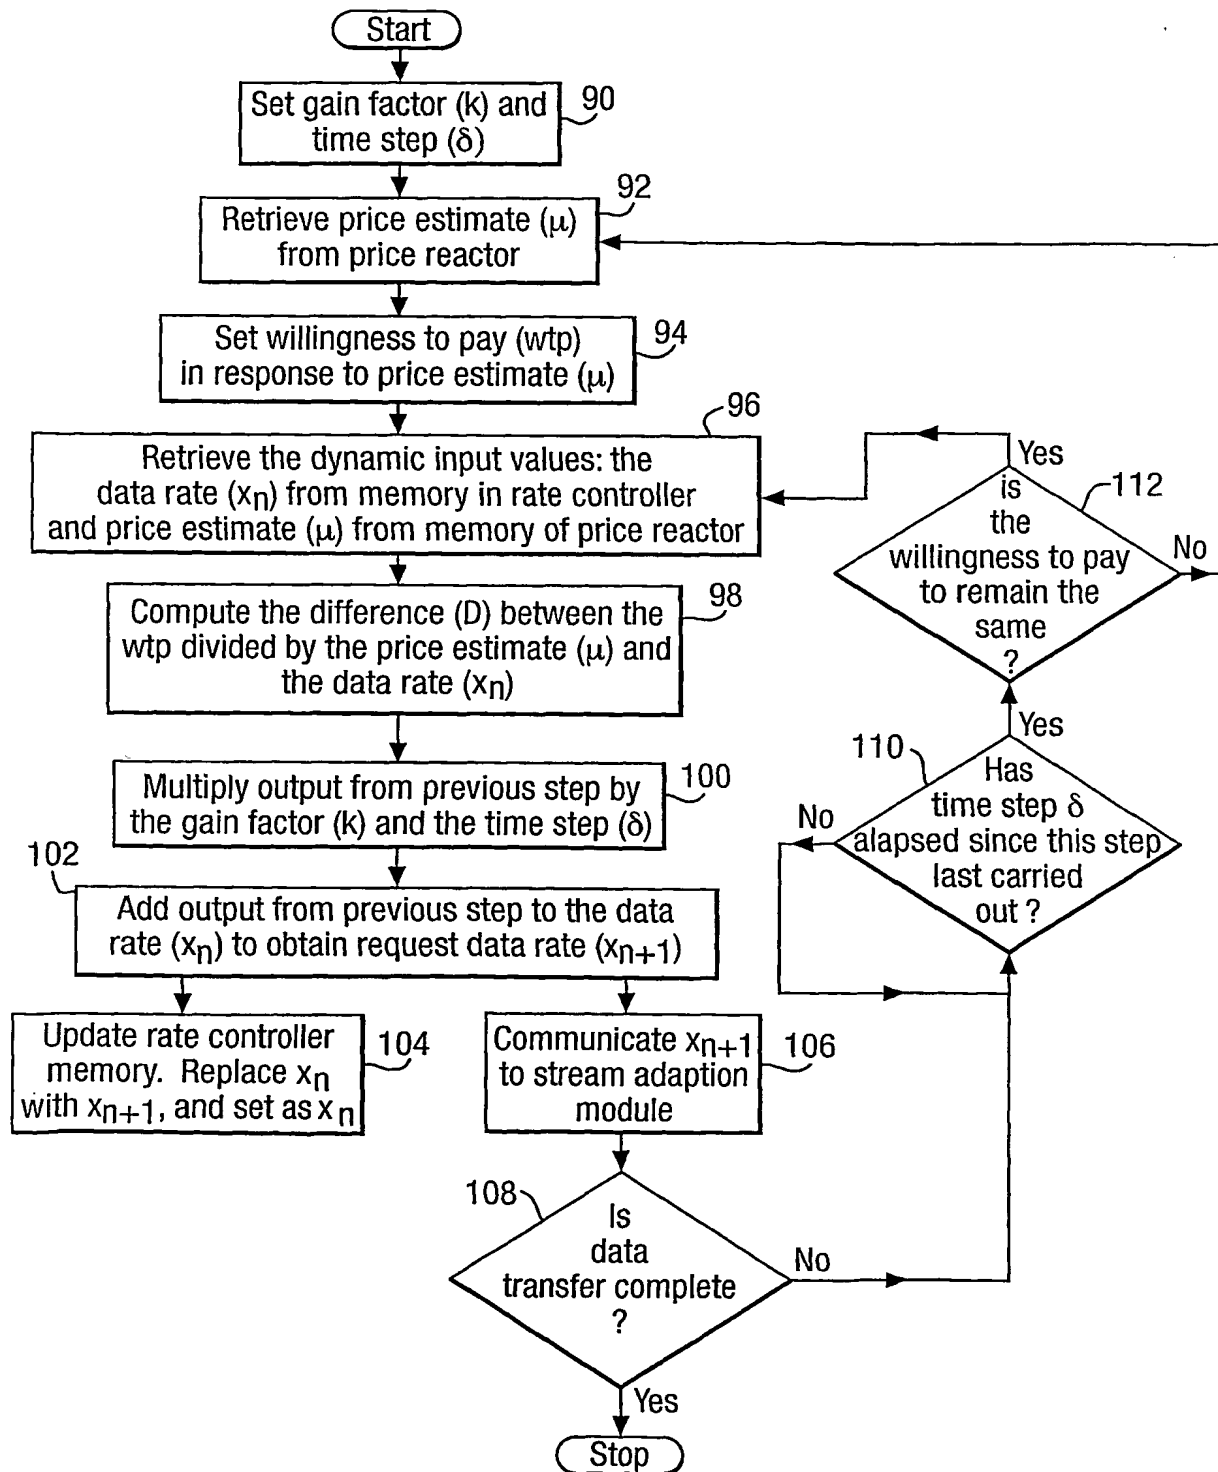 Start
Set gain factor (k) and
time step (δ)
90
Retrieve price estimate (μ)
from price reactor
92
Set willingness to pay (wtp)
in response to price estimate (μ)
94
Retrieve the dynamic input values: the
data rate (xn) from memory in rate controller
and price estimate (μ) from memory of price reactor
96
Compute the difference (D) between the
wtp divided by the price estimate (μ) and
the data rate (xn)
98
Multiply output from previous step by
the gain factor (k) and the time step (δ)
100
102
Add output from previous step to the data
rate (xn) to obtain request data rate (xn+1)
Update rate controller
memory. Replace xn
with xn+1, and set as xn
104
Communicate xn+1
to stream adaption
module
106
108
Is
data
transfer complete
?
No
Yes
Stop
110
Has
time step δ
alapsed since this step
last carried
out ?
No
Yes
is
the
willingness to pay
to remain the
same
?
112
Yes
No